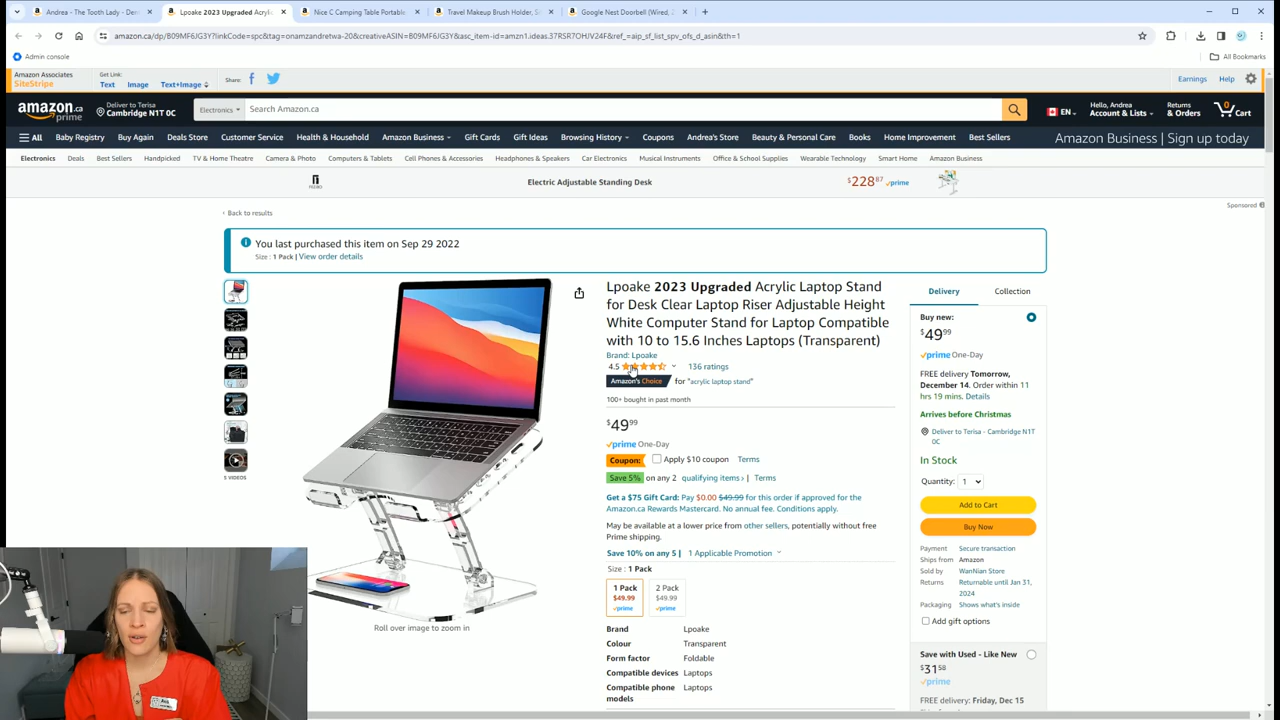 Andrea - The Tooth Lady - Den
Lpoake 2023 Upgraded Acryli
Nice C Camping Table Portable
Travel Makeup Brush Holder, S
Google Nest Doorbell (Wired, 2
amazon.ca/dp/B09MF6JG3Y?linkCode=spc&tag=onamzandretwa-20&creativeASIN=B09MF6JG3Y&asc_item-id=amzn1.ideas.37RSR7OHJV24F&ref_=aip_sf_list_spv_ofs_d_asin&th=1
Admin console
All Bookmarks
Amazon Associates
SiteStripe
Get Link:
Text
Image
Text+Image
Share:
Earnings
Help
amazon.ca
prime
Deliver to Terisa
Cambridge N1T 0C
Electronics
Search Amazon.ca
EN
Hello, Andrea
Account & Lists
Returns
& Orders
0
Cart
All
Baby Registry
Buy Again
Deals Store
Customer Service
Health & Household
Amazon Business
Gift Cards
Gift Ideas
Browsing History
Coupons
Andrea's Store
Beauty & Personal Care
Books
Home Improvement
Best Sellers
Amazon Business | Sign up today
Electronics
Deals
Best Sellers
Handpicked
TV & Home Theatre
Camera & Photo
Computers & Tablets
Cell Phones & Accessories
Headphones & Speakers
Car Electronics
Musical Instruments
Office & School Supplies
Wearable Technology
Smart Home
Amazon Business
Electric Adjustable Standing Desk
$228 87 prime
Sponsored
‹ Back to results
You last purchased this item on Sep 29 2022
Size : 1 Pack | View order details
5 VIDEOS
Roll over image to zoom in
Lpoake 2023 Upgraded Acrylic Laptop Stand
for Desk Clear Laptop Riser Adjustable Height
White Computer Stand for Laptop Compatible
with 10 to 15.6 Inches Laptops (Transparent)
Brand: Lpoake
4.5
136 ratings
Amazon's Choice for "acrylic laptop stand"
100+ bought in past month
$49 99
prime One-Day
Coupon: Apply $10 coupon Terms
Save 5% on any 2 qualifying items › | Terms
Get a $75 Gift Card: Pay $0.00 $49.99 for this order if approved for the
Amazon.ca Rewards Mastercard. No annual fee. Conditions apply.
May be available at a lower price from other sellers, potentially without free
Prime shipping.
Save 10% on any 5 | 1 Applicable Promotion
Size : 1 Pack
1 Pack
$49.99
prime
2 Pack
$49.99
prime
Brand Lpoake
Colour Transparent
Form factor Foldable
Compatible devices Laptops
Compatible phone Laptops
models
Delivery
Collection
Buy new:
$49 99
prime One-Day
FREE delivery Tomorrow,
December 14. Order within 11
hrs 19 mins. Details
Arrives before Christmas
Deliver to Terisa - Cambridge N1T
0C
In Stock
Quantity: 1
Add to Cart
Buy Now
Payment Secure transaction
Ships from Amazon
Sold by WanNian Store
Returns Returnable until Jan 31,
2024
Packaging Shows what's inside
Add gift options
Save with Used - Like New
$31 58
prime
FREE delivery: Friday, Dec 15